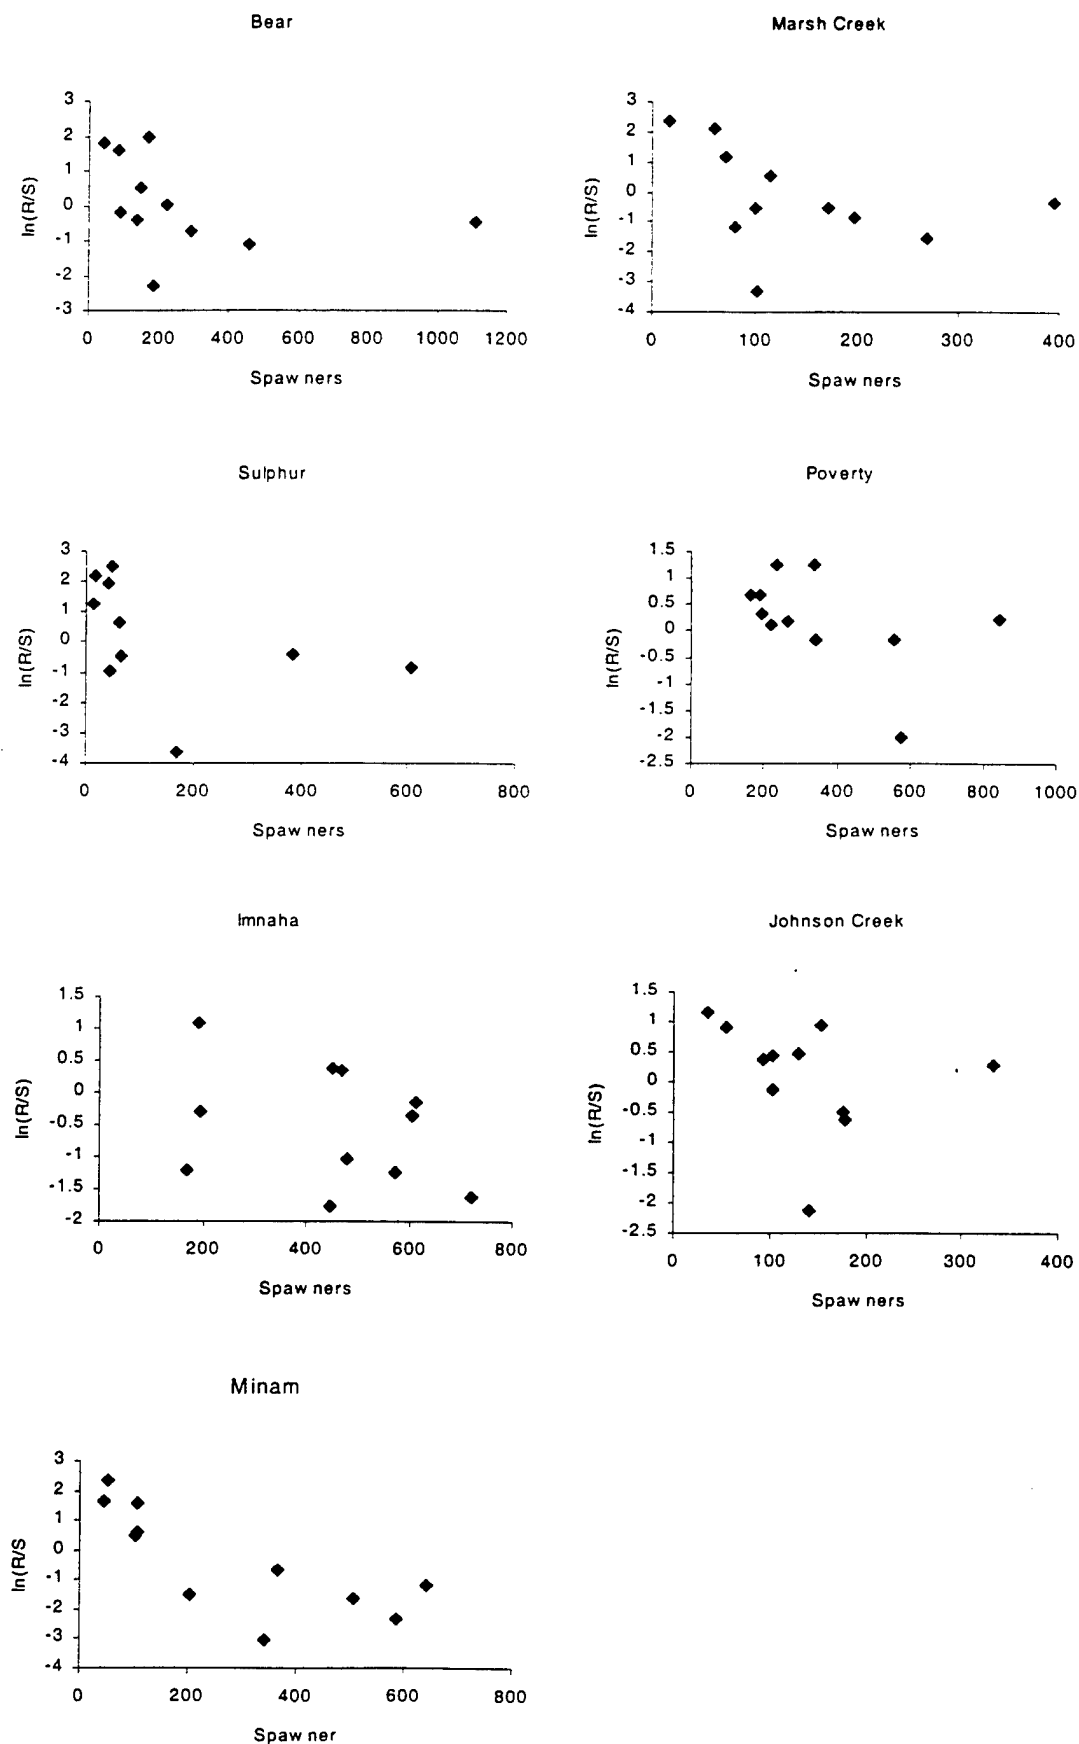 Bear
3
2
1
0
-1
-2
-3
ln(R/S)
0 200 400 600 800 1000 1200
Spaw ners
Marsh Creek
3
2
1
0
-1
-2
-3
-4
ln(R/S)
0 100 200 300 400
Spaw ners
Sulphur
3
2
1
0
-1
-2
-3
-4
ln(R/S)
0 200 400 600 800
Spaw ners
Poverty
1.5
1
0.5
0
-0.5
-1
-1.5
-2
-2.5
ln(R/S)
0 200 400 600 800 1000
Spaw ners
Imnaha
1.5
1
0.5
0
-0.5
-1
-1.5
-2
ln(R/S)
0 200 400 600 800
Spaw ners
Johnson Creek
1.5
1
0.5
0
-0.5
-1
-1.5
-2
-2.5
ln(R/S)
0 100 200 300 400
Spaw ners
Minam
3
2
1
0
-1
-2
-3
-4
ln(R/S
0 200 400 600 800
Spaw ner